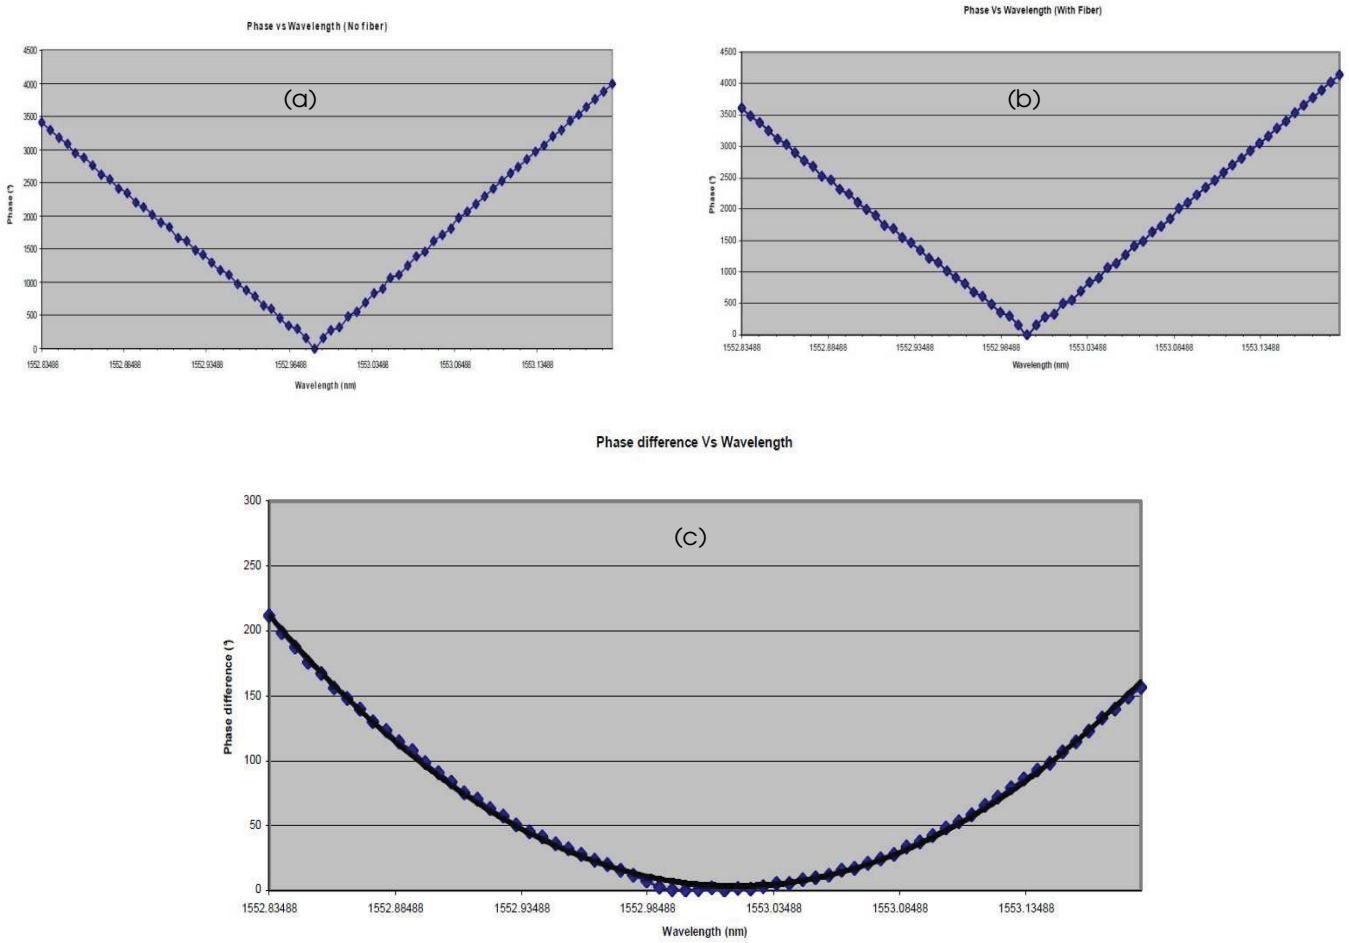 Phase vs Wavelength (No fiber)
4500
4000
3500
3000
2500
2000
1500
1000
500
0
Phase (°)
(a)
1552.83488 1552.88488 1552.93488 1552.98488 1553.03488 1553.08488 1553.13488
Wavelength (nm)
Phase Vs Wavelength (With Fiber)
4500
4000
3500
3000
2500
2000
1500
1000
500
0
Phase (°)
(b)
1552.83488 1552.88488 1552.93488 1552.98488 1553.03488 1553.08488 1553.13488
Wavelength (nm)
Phase difference Vs Wavelength
300
250
200
150
100
50
0
Phase difference (°)
(c)
1552.83488 1552.88488 1552.93488 1552.98488 1553.03488 1553.08488 1553.13488
Wavelength (nm)